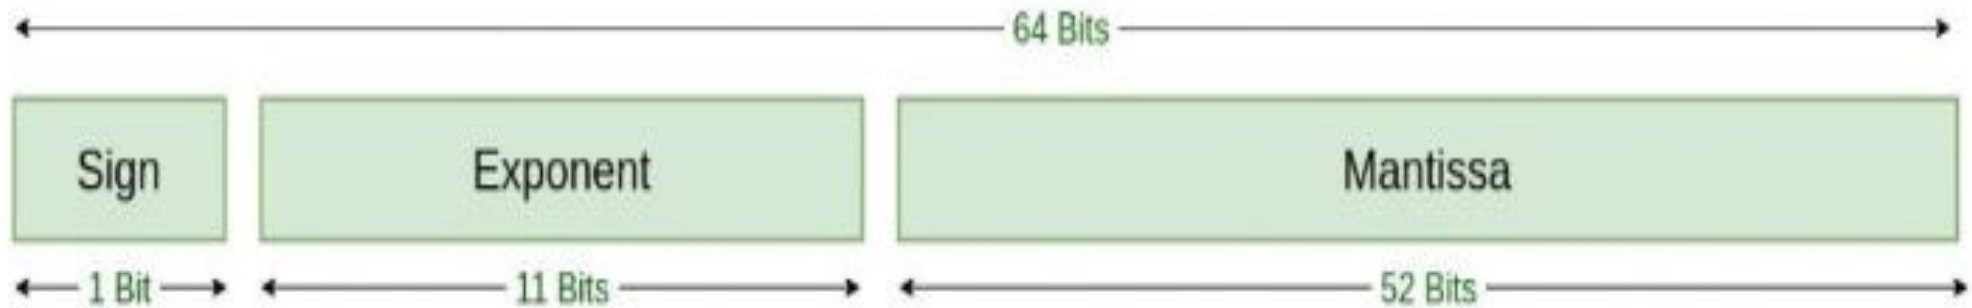 64 Bits
Sign Exponent Mantissa
1 Bit 11 Bits 52 Bits